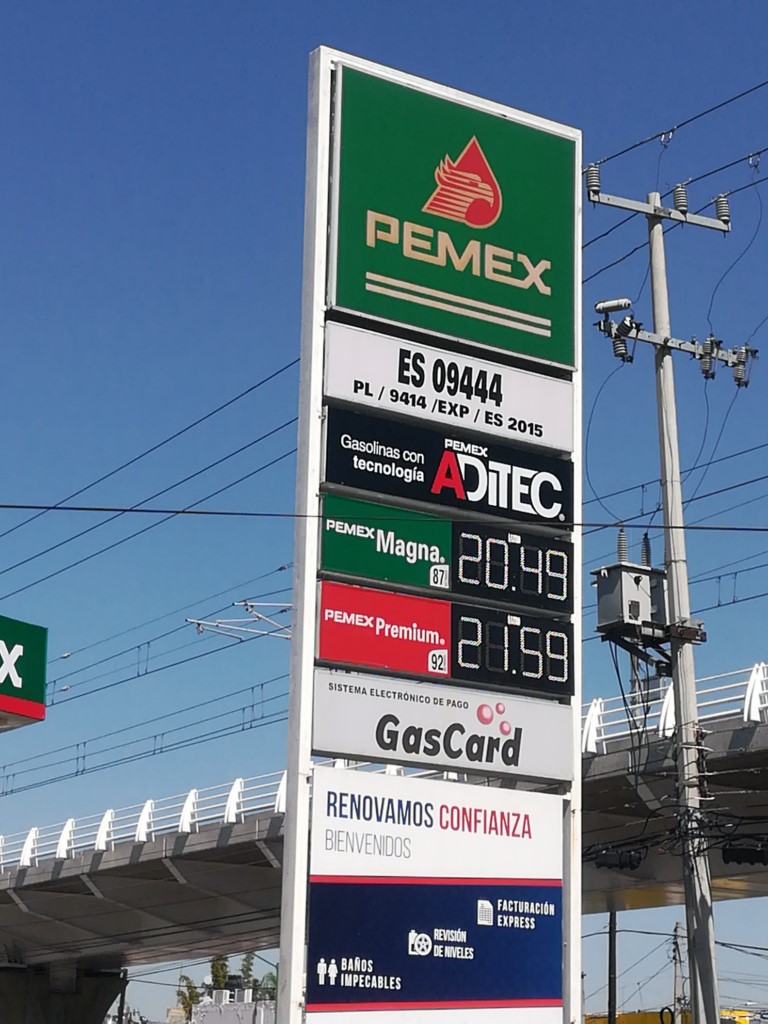 PEMEX
ES 09444
PL / 9414 /EXP / ES 2015
Gasolinas con
tecnología
PEMEX
ADITEC.
PEMEX Magna.
87
20.49
PEMEX Premium.
92
21.59
X
SISTEMA ELECTRÓNICO DE PAGO
GasCard
RENOVAMOS CONFIANZA
BIENVENIDOS
FACTURACIÓN
EXPRESS
REVISIÓN
DE NIVELES
BAÑOS
IMPECABLES